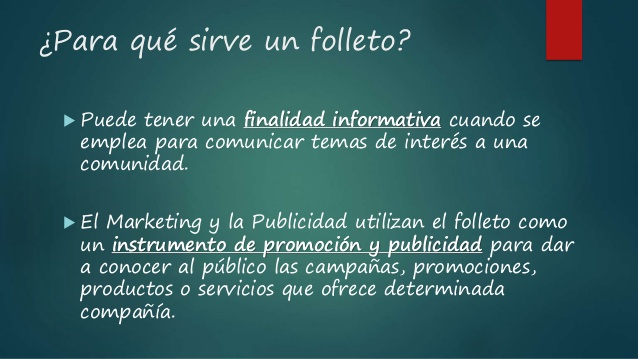 ¿Para qué sirve un folleto?
Puede tener una finalidad informativa cuando se
emplea para comunicar temas de interés a una
comunidad.
El Marketing y la Publicidad utilizan el folleto como
un instrumento de promoción y publicidad para dar
a conocer al público las campañas, promociones,
productos o servicios que ofrece determinada
compañía.